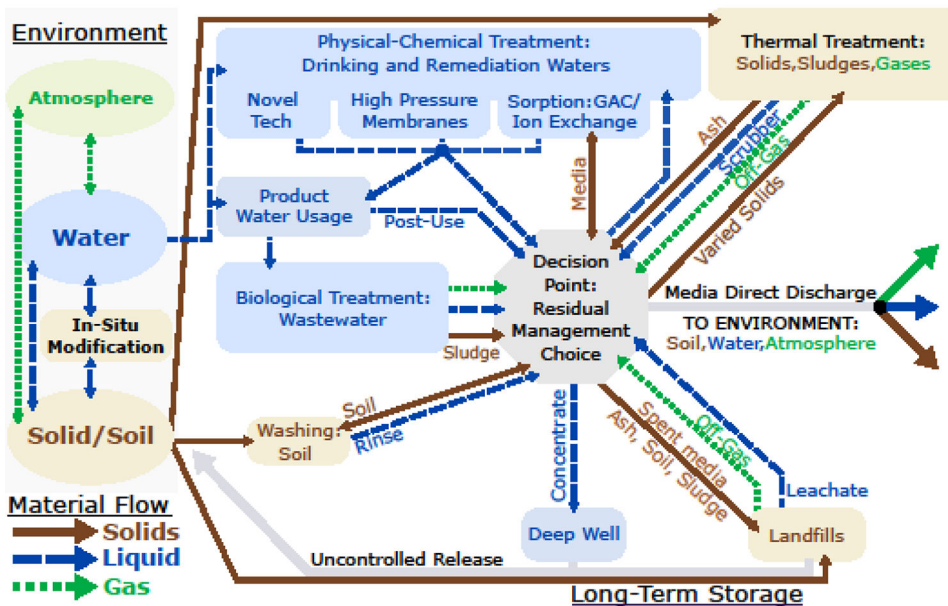 Environment
Atmosphere
Water
In-Situ
Modification
Solid/Soil
Material Flow
Solids
Liquid
Gas
Physical-Chemical Treatment:
Drinking and Remediation Waters
Novel
Tech
High Pressure
Membranes
Sorption:GAC/
Ion Exchange
Thermal Treatment:
Solids,Sludges,Gases
Product
Water Usage
Post-Use
Media
Ash
Scrubber
Off-Gas
Varied Solids
Biological Treatment:
Wastewater
Sludge
Decision
Point:
Residual
Management
Choice
Media Direct Discharge
TO ENVIRONMENT:
Soil,Water,Atmosphere
Washing:
Soil
Soil
Rinse
Concentrate
Off-Gas
Spent media
Ash, Soil, Sludge
Leachate
Deep Well
Landfills
Uncontrolled Release
Long-Term Storage